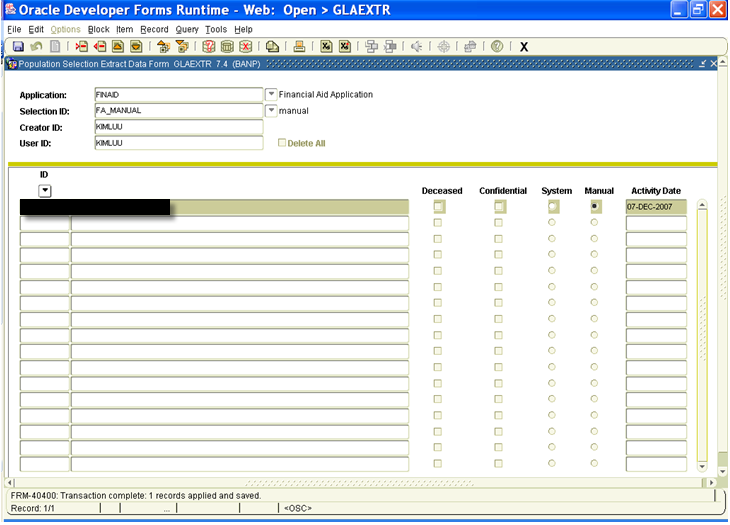 Oracle Developer Forms Runtime - Web: Open > GLAEXTR
File Edit Options Block Item Record Query Tools Help
X
Population Selection Extract Data Form GLAEXTR 7.4 (BANP)
Application: FINAID Financial Aid Application
Selection ID: FA_MANUAL manual
Creator ID: KIMLUU
User ID: KIMLUU Delete All
ID
Deceased Confidential System Manual Activity Date
07-DEC-2007
FRM-40400: Transaction complete: 1 records applied and saved.
Record: 1/1 ... <OSC>